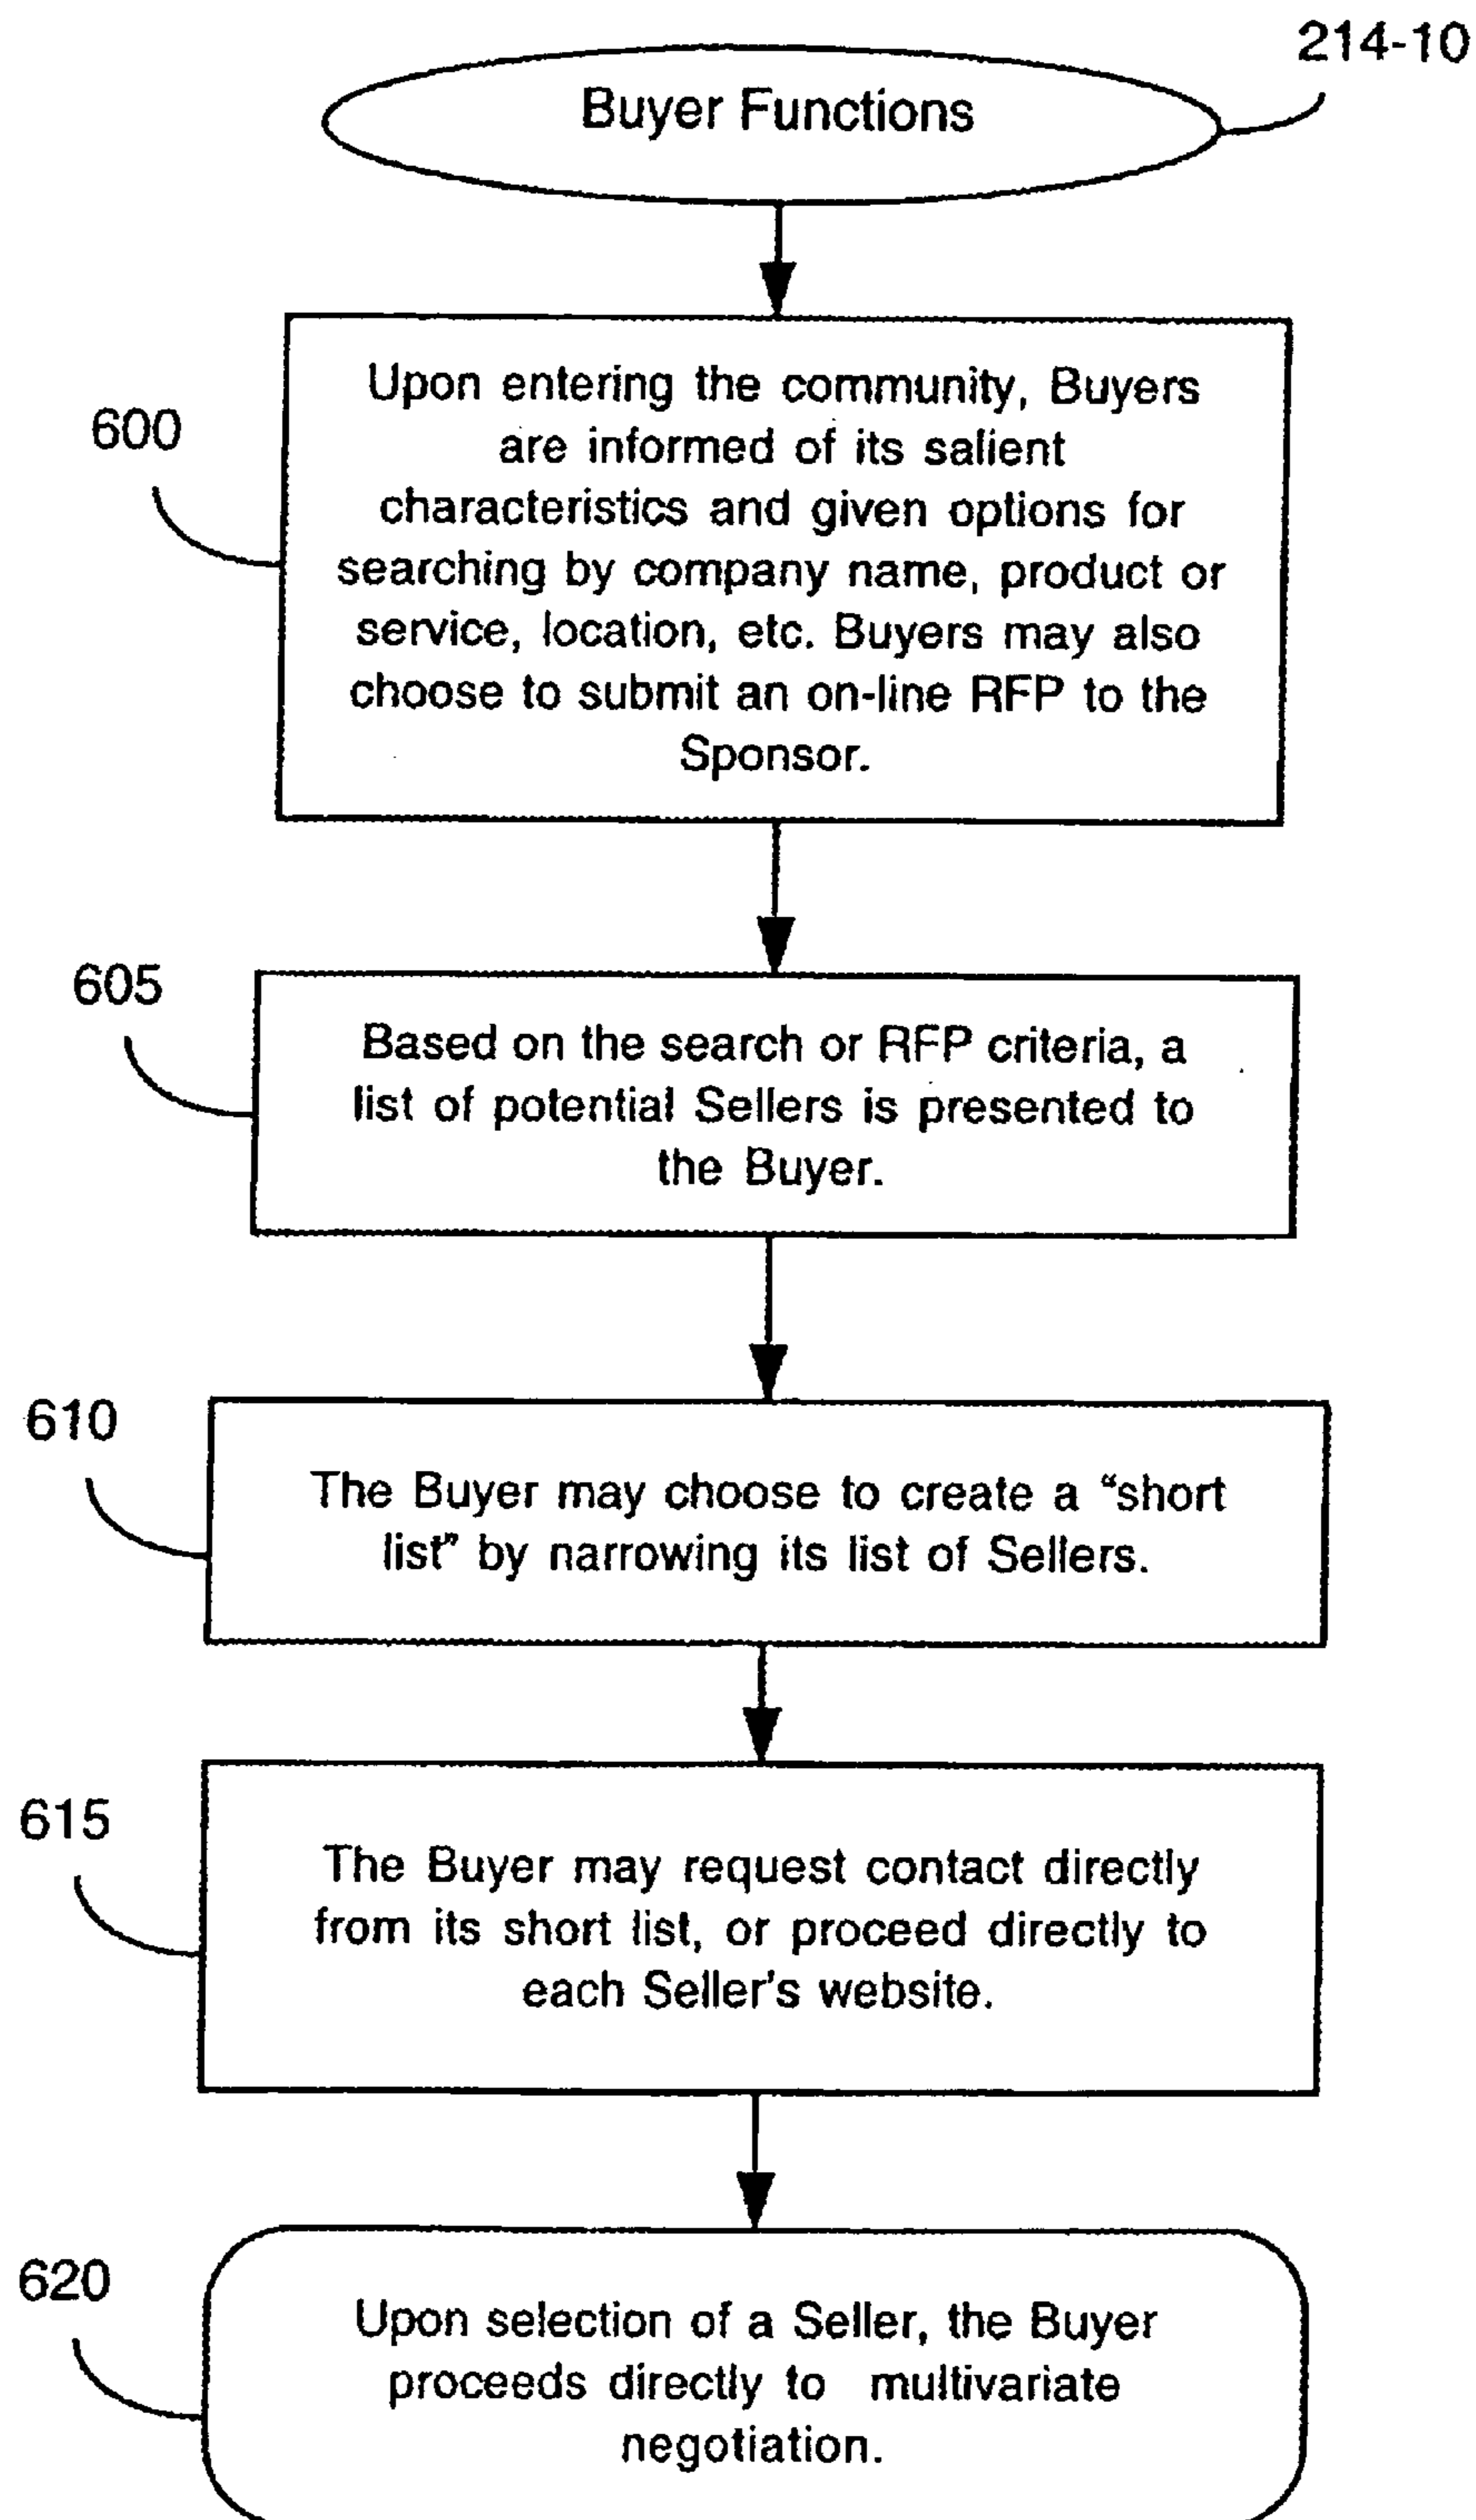 214-10
Buyer Functions
600
Upon entering the community, Buyers
are informed of its salient
characteristics and given options for
searching by company name, product or
service, location, etc. Buyers may also
choose to submit an on-line RFP to the
Sponsor.
605
Based on the search or RFP criteria, a
list of potential Sellers is presented to
the Buyer.
610
The Buyer may choose to create a “short
list” by narrowing its list of Sellers.
615
The Buyer may request contact directly
from its short list, or proceed directly to
each Seller's website.
620
Upon selection of a Seller, the Buyer
proceeds directly to multivariate
negotiation.